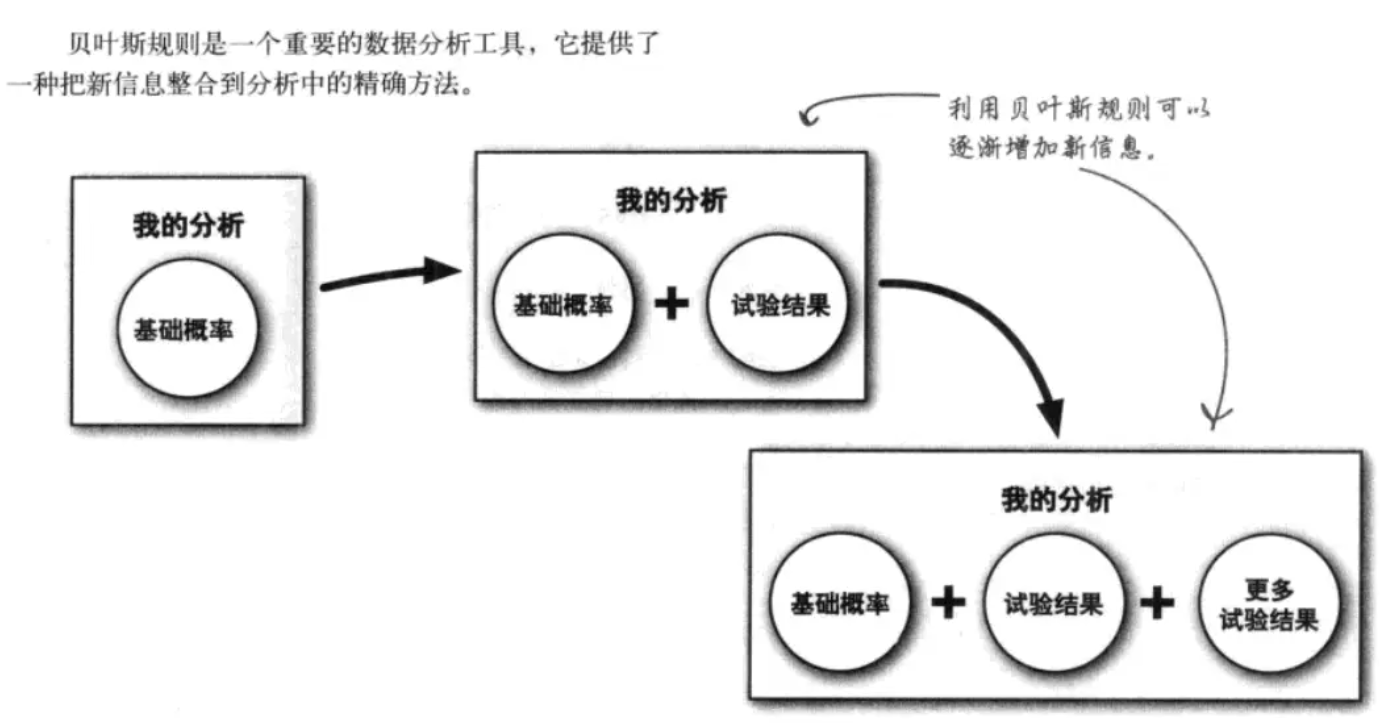 贝叶斯规则是一个重要的数据分析工具，它提供了
一种把新信息整合到分析中的精确方法。
利用贝叶斯规则可以
逐渐增加新信息。
我的分析
基础概率
我的分析
基础概率
+
试验结果
我的分析
基础概率
+
试验结果
+
更多
试验结果